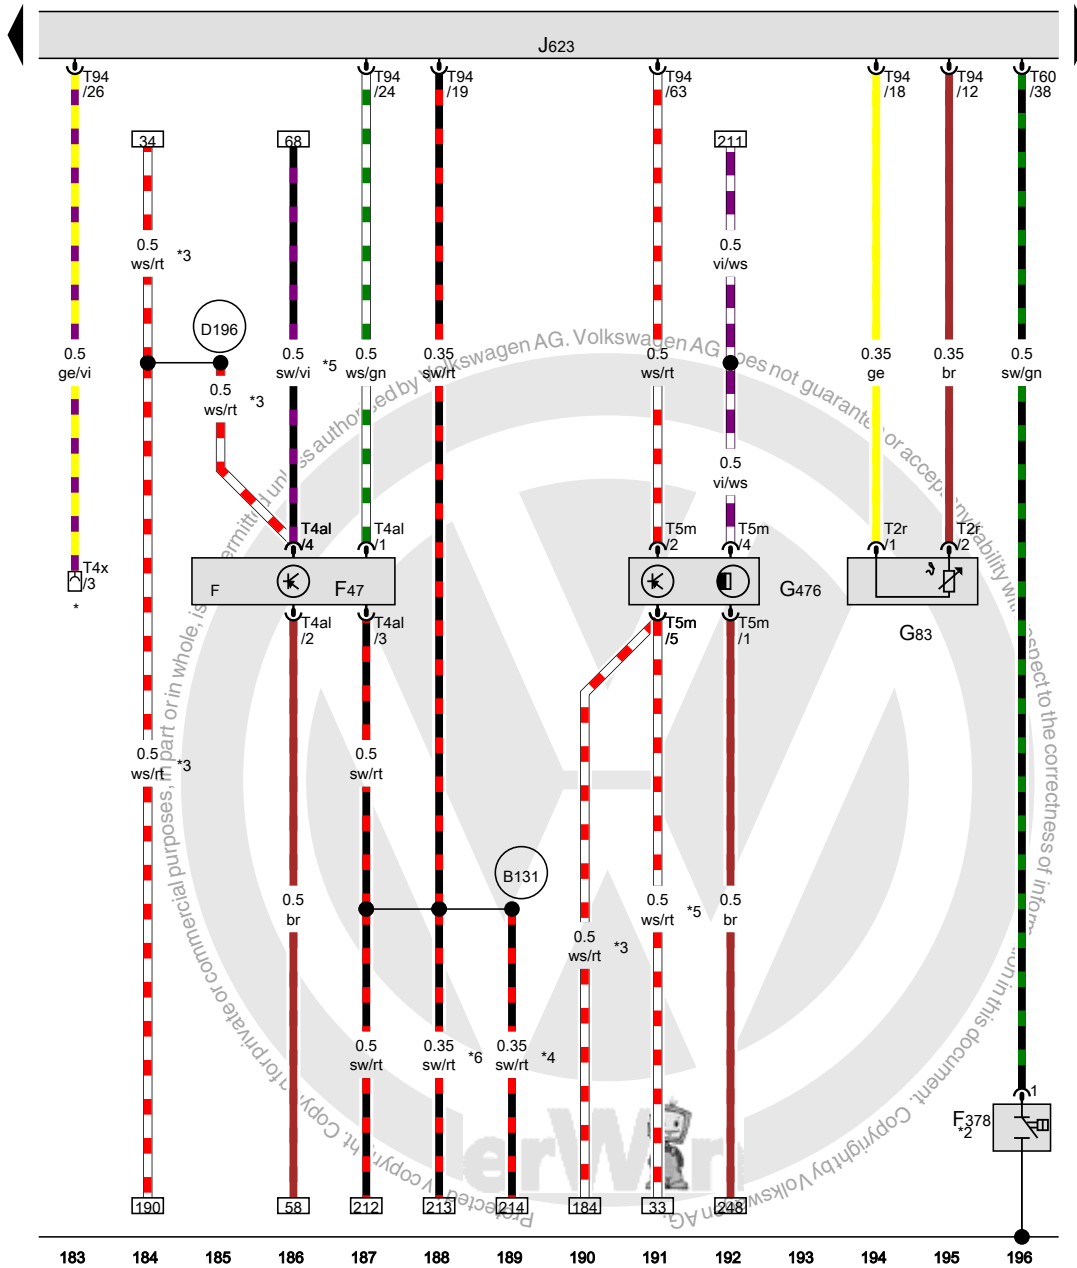 J623
T94 /26
T94 /24
T94 /19
T94 /63
T94 /18
T94 /12
T60 /38
34
68
211
0.5 ws/rt *3
0.5 vi/ws
D196
0.5 ge/vi
0.5 ws/rt *3
0.5 sw/vi *5
0.5 ws/gn
0.35 sw/rt
0.5 ws/rt
0.35 ge
0.35 br
0.5 sw/gn
0.5 vi/ws
T4al /4
T4al /1
T5m /2
T5m /4
T2r /1
T2r /2
T4x /3
*
F
F47
G476
G83
T4al /2
T4al /3
T5m /5
T5m /1
0.5 ws/rt *3
0.5 sw/rt
B131
0.5 br
0.5 ws/rt *3
0.5 ws/rt *5
0.5 br
0.5 sw/rt
0.35 sw/rt *6
0.35 sw/rt *4
1
F378
*2
190
58
212
213
214
184
33
248
183 184 185 186 187 188 189 190 191 192 193 194 195 196